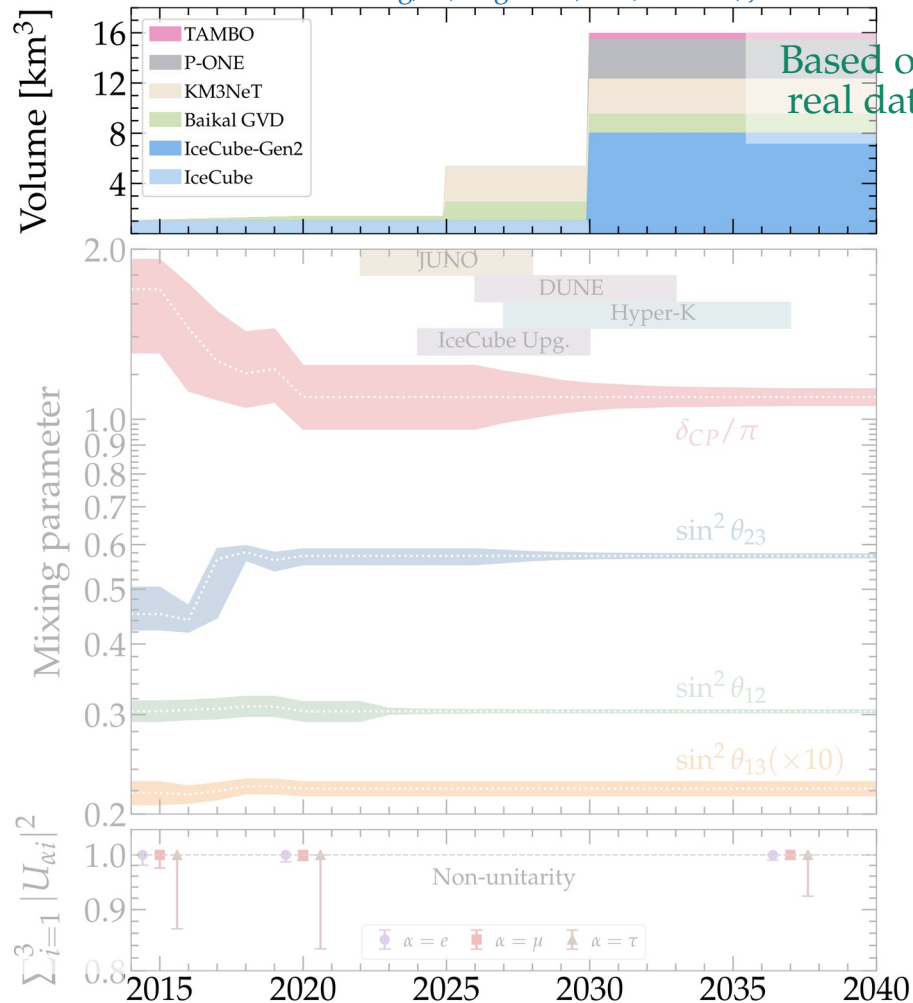 16
12
8
4
Volume [km³]
TAMBO
P-ONE
KM3NeT
Baikal GVD
IceCube-Gen2
IceCube
Based o
real dat
2.0
1.0
0.9
0.8
0.7
0.6
0.5
0.4
0.3
0.2
Mixing parameter
JUNO
DUNE
Hyper-K
IceCube Upg.
δ_CP/π
sin² θ₂₃
sin² θ₁₂
sin² θ₁₃(×10)
1.0
0.9
0.8
∑³ᵢ₌₁ |U_αi|²
Non-unitarity
α = e α = μ α = τ
2015 2020 2025 2030 2035 2040